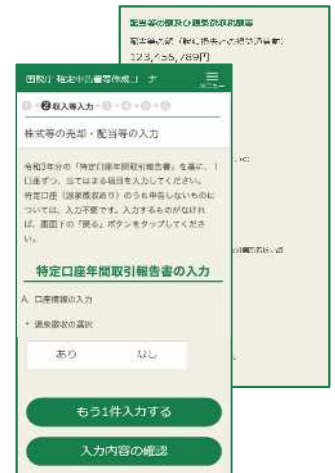 配当等の額及び源泉徴収税額等
配当等の額（税
123,456,789円
国税庁 確定申告書等作成コーナー
メニュー
❷収入等入力
株式等の売却・配当等の入力
令和3年分の「特定口座年間取引報告書」を基に、1
口座ずつ、当てはまる項目を入力してください。
特定口座（源泉徴収あり）のうち申告しないものに
ついては、入力不要です。入力するものがなけれ
ば、画面下の「戻る」ボタンをタップしてくださ
い。
特定口座年間取引報告書の入力
A. 口座情報の入力
・ 源泉徴収の選択
あり なし
もう1件入力する
入力内容の確認